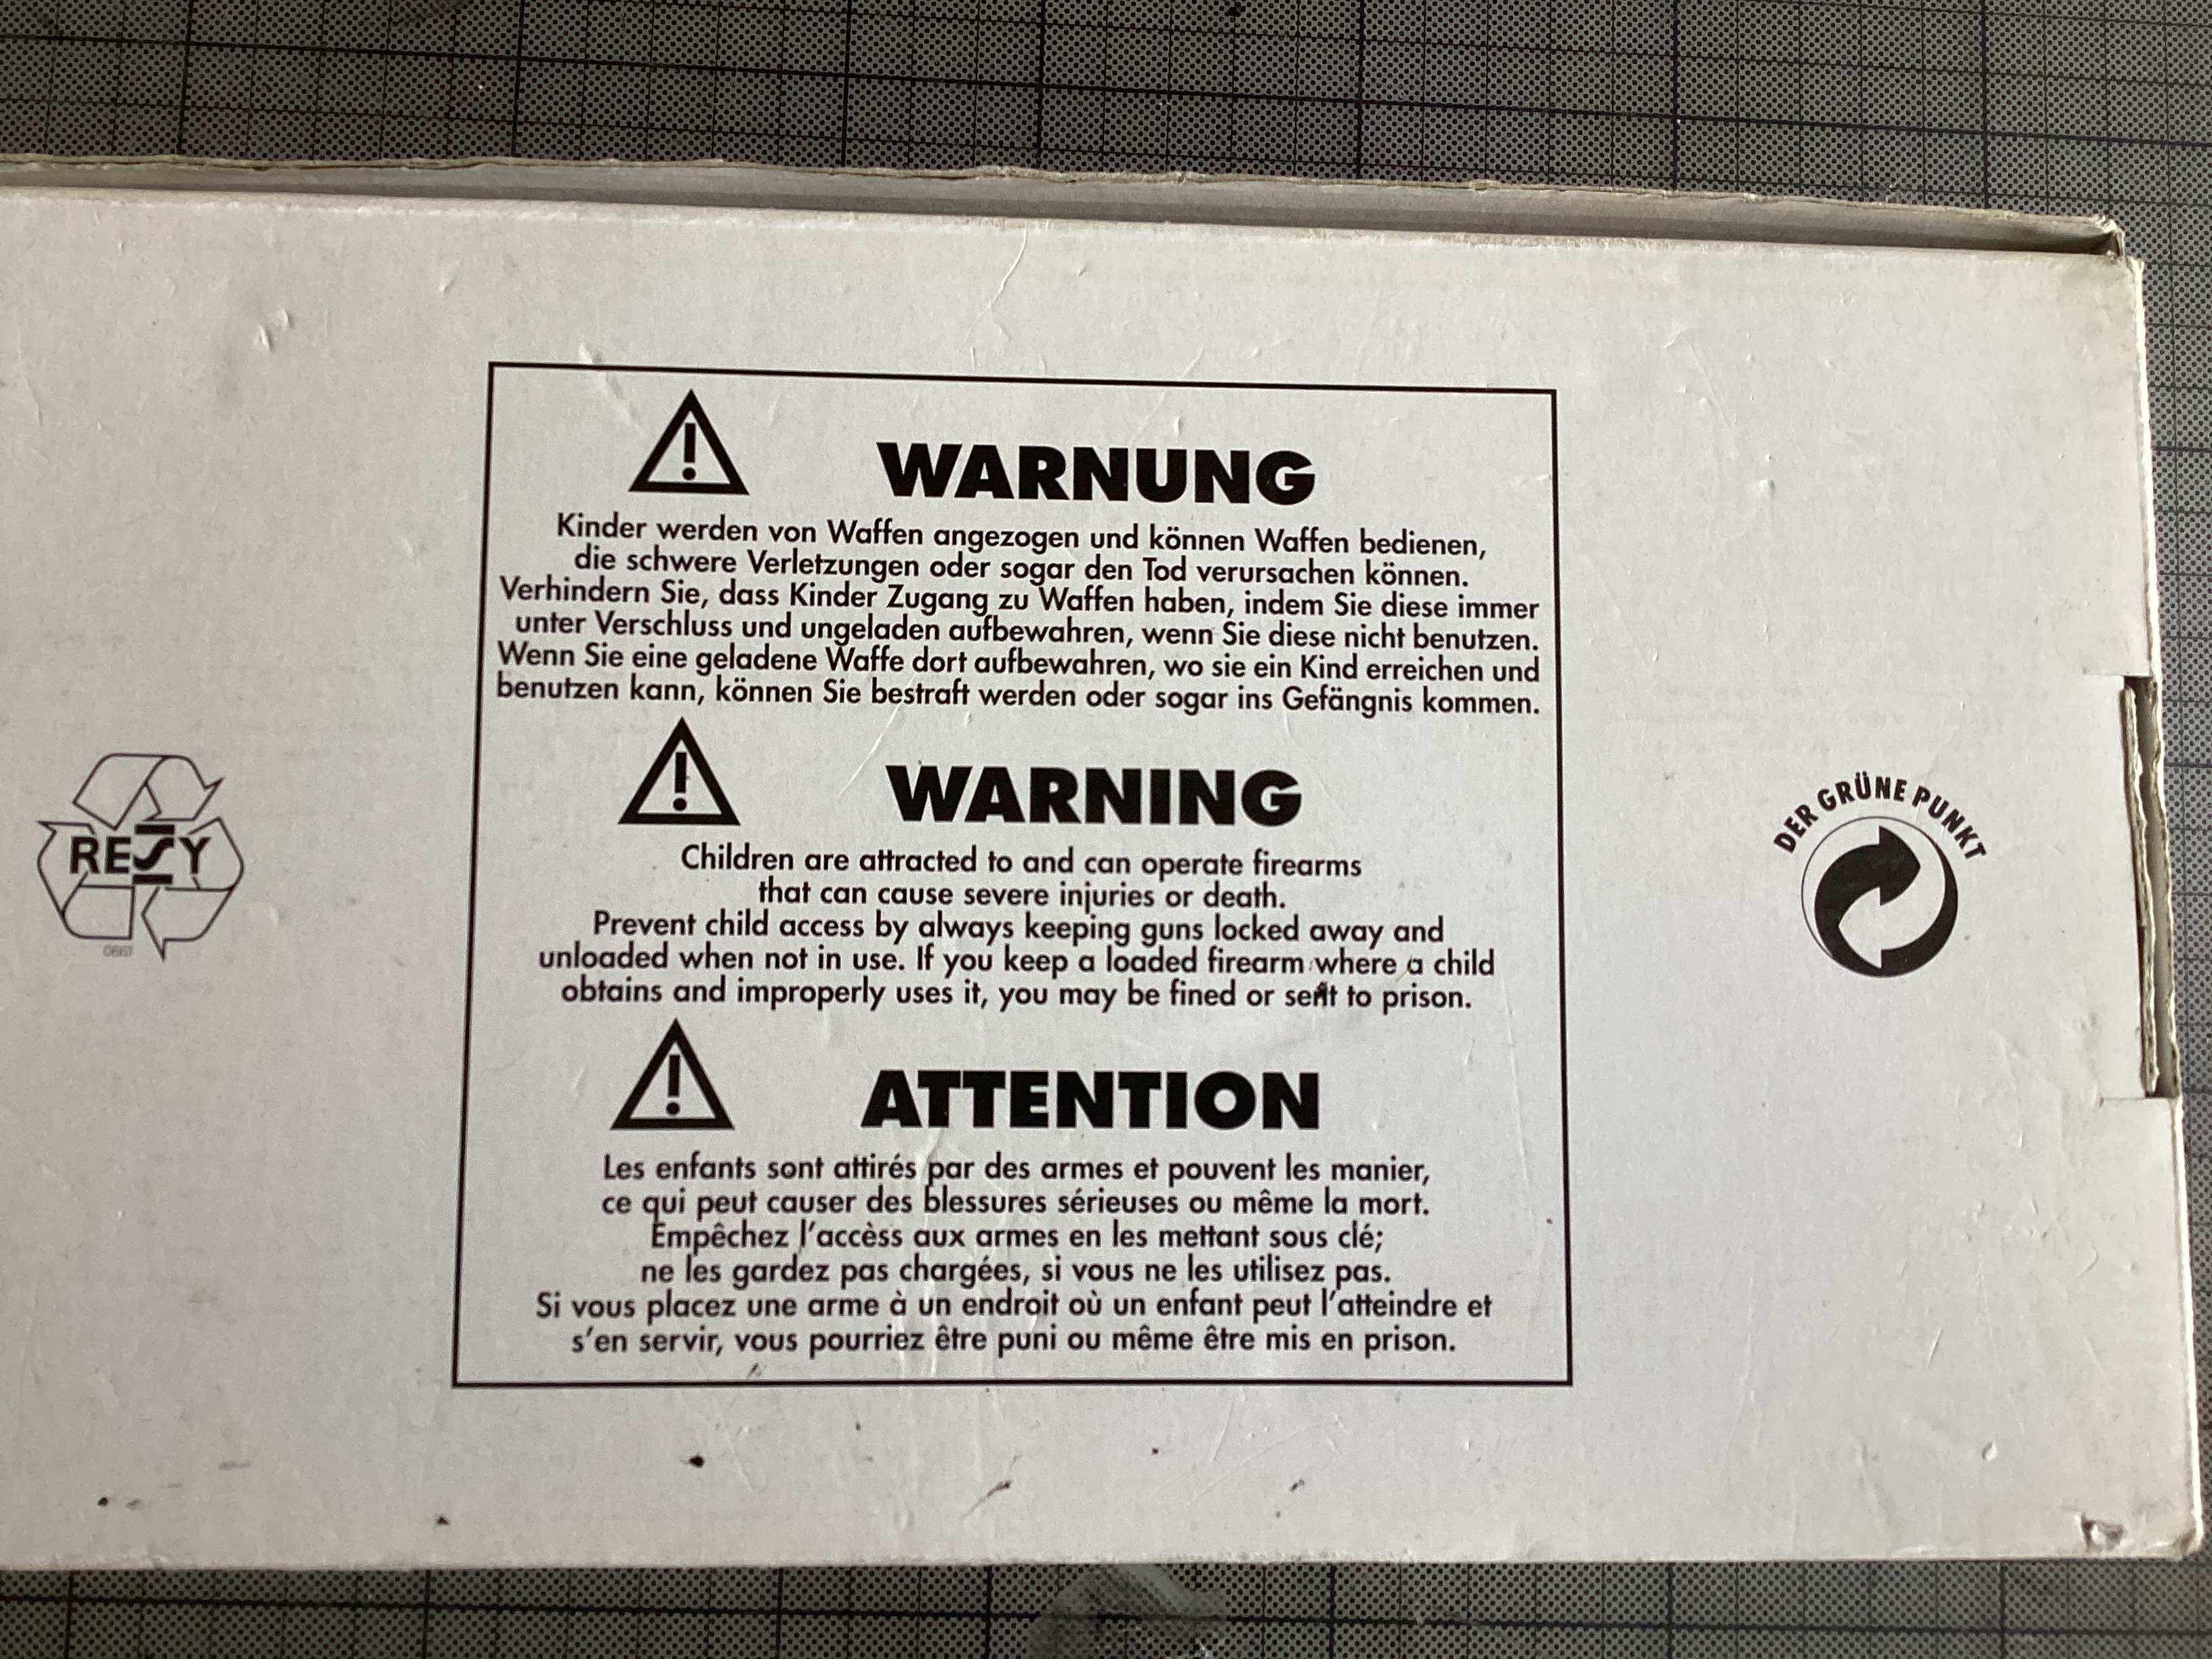 WARNUNG
Kinder werden von Waffen angezogen und können Waffen bedienen,
die schwere Verletzungen oder sogar den Tod verursachen können.
Verhindern Sie, dass Kinder Zugang zu Waffen haben, indem Sie diese immer
unter Verschluss und ungeladen aufbewahren, wenn Sie diese nicht benutzen.
Wenn Sie eine geladene Waffe dort aufbewahren, wo sie ein Kind erreichen und
benutzen kann, können Sie bestraft werden oder sogar ins Gefängnis kommen.
WARNING
Children are attracted to and can operate firearms
that can cause severe injuries or death.
Prevent child access by always keeping guns locked away and
unloaded when not in use. If you keep a loaded firearm where a child
obtains and improperly uses it, you may be fined or sent to prison.
ATTENTION
Les enfants sont attirés par des armes et pouvent les manier,
ce qui peut causer des blessures sérieuses ou même la mort.
Empêchez l'accèss aux armes en les mettant sous clé;
ne les gardez pas chargées, si vous ne les utilisez pas.
Si vous placez une arme à un endroit où un enfant peut l'atteindre et
s'en servir, vous pourriez être puni ou même être mis en prison.
RESY
DER GRÜNE PUNKT